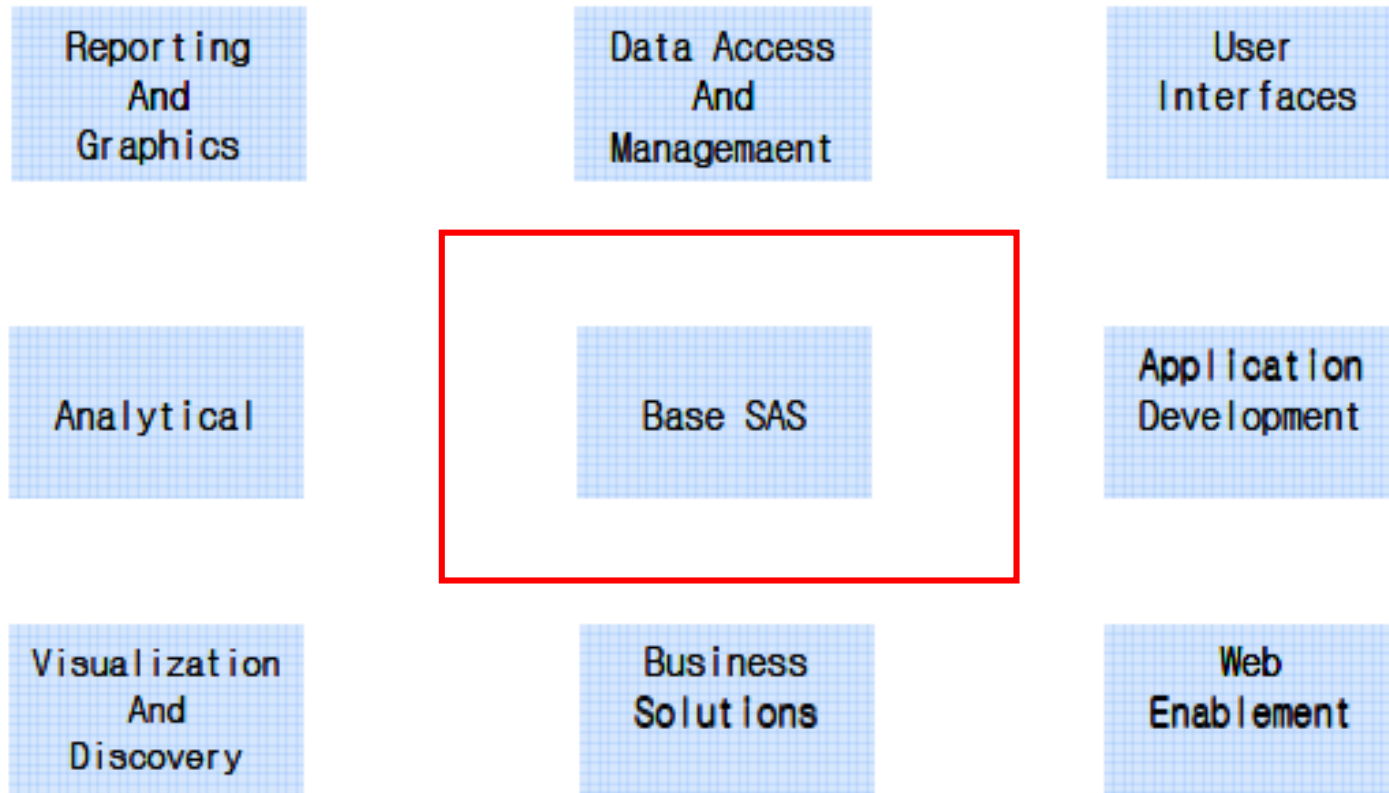 Reporting
And
Graphics
Data Access
And
Managemaent
User
Interfaces
Analytical
Base SAS
Application
Development
Visualization
And
Discovery
Business
Solutions
Web
Enablement